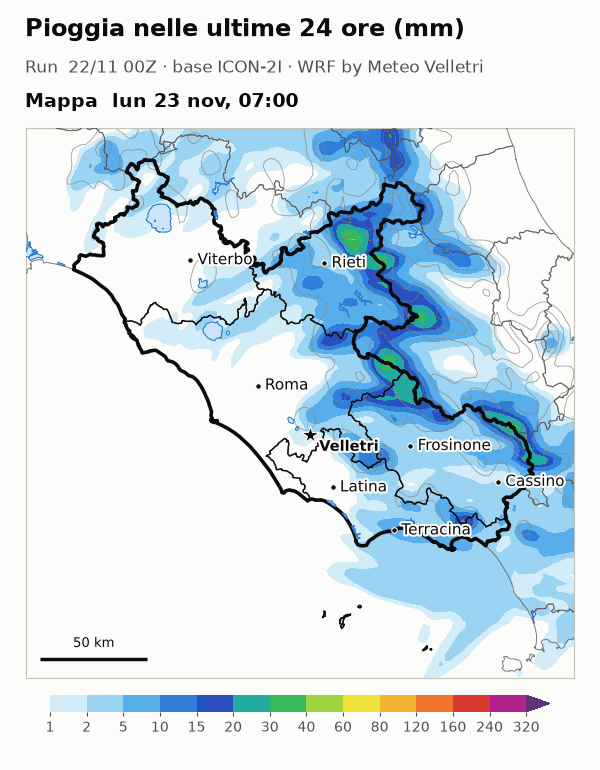 Pioggia nelle ultime 24 ore (mm)
Run 22/11 00Z · base ICON-2I · WRF by Meteo Velletri
Mappa lun 23 nov, 07:00
Viterbo
Rieti
Roma
Velletri
Frosinone
Cassino
Latina
Terracina
50 km
1 2 5 10 15 20 30 40 60 80 120 160 240 320